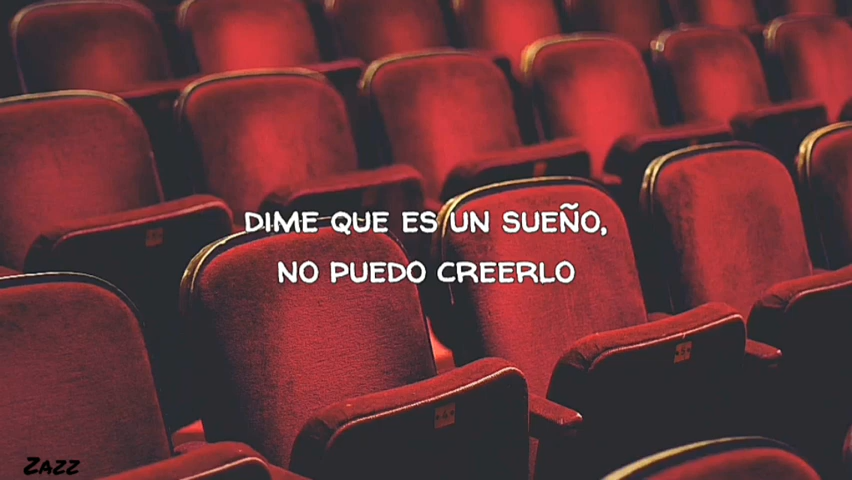 DIME QUE ES UN SUEÑO,
NO PUEDO CREERLO
Zazz